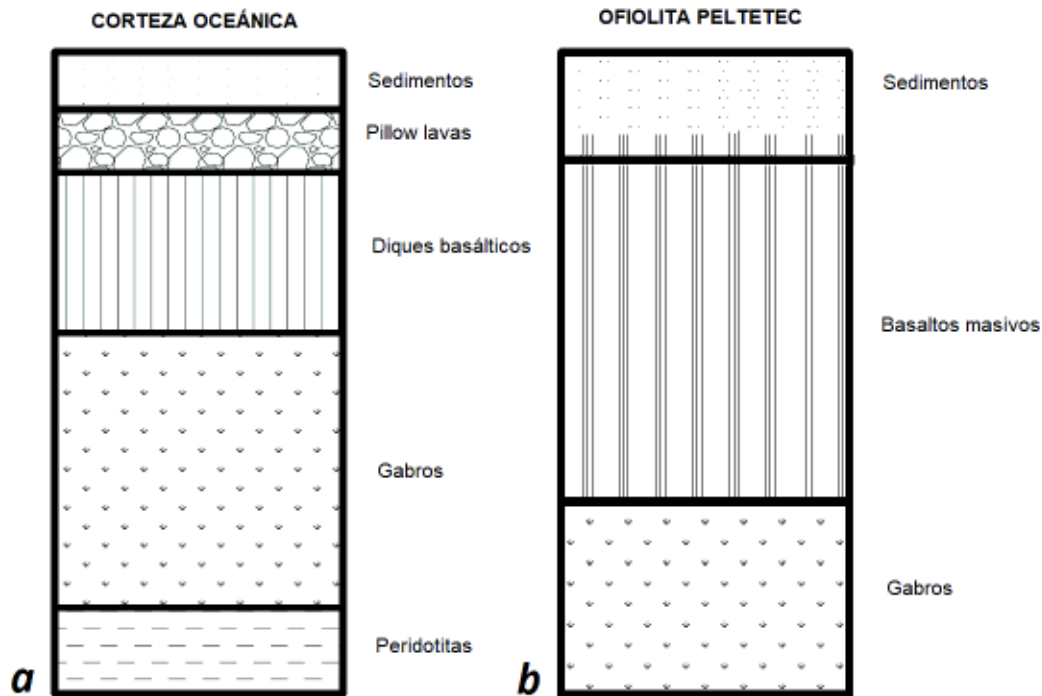 CORTEZA OCEÁNICA
Sedimentos
Pillow lavas
Diques basálticos
Gabros
Peridotitas
a
OFIOLITA PELTETEC
Sedimentos
Basaltos masivos
Gabros
b